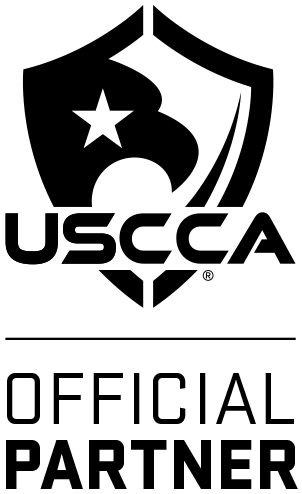 USCCA
®
OFFICIAL
PARTNER